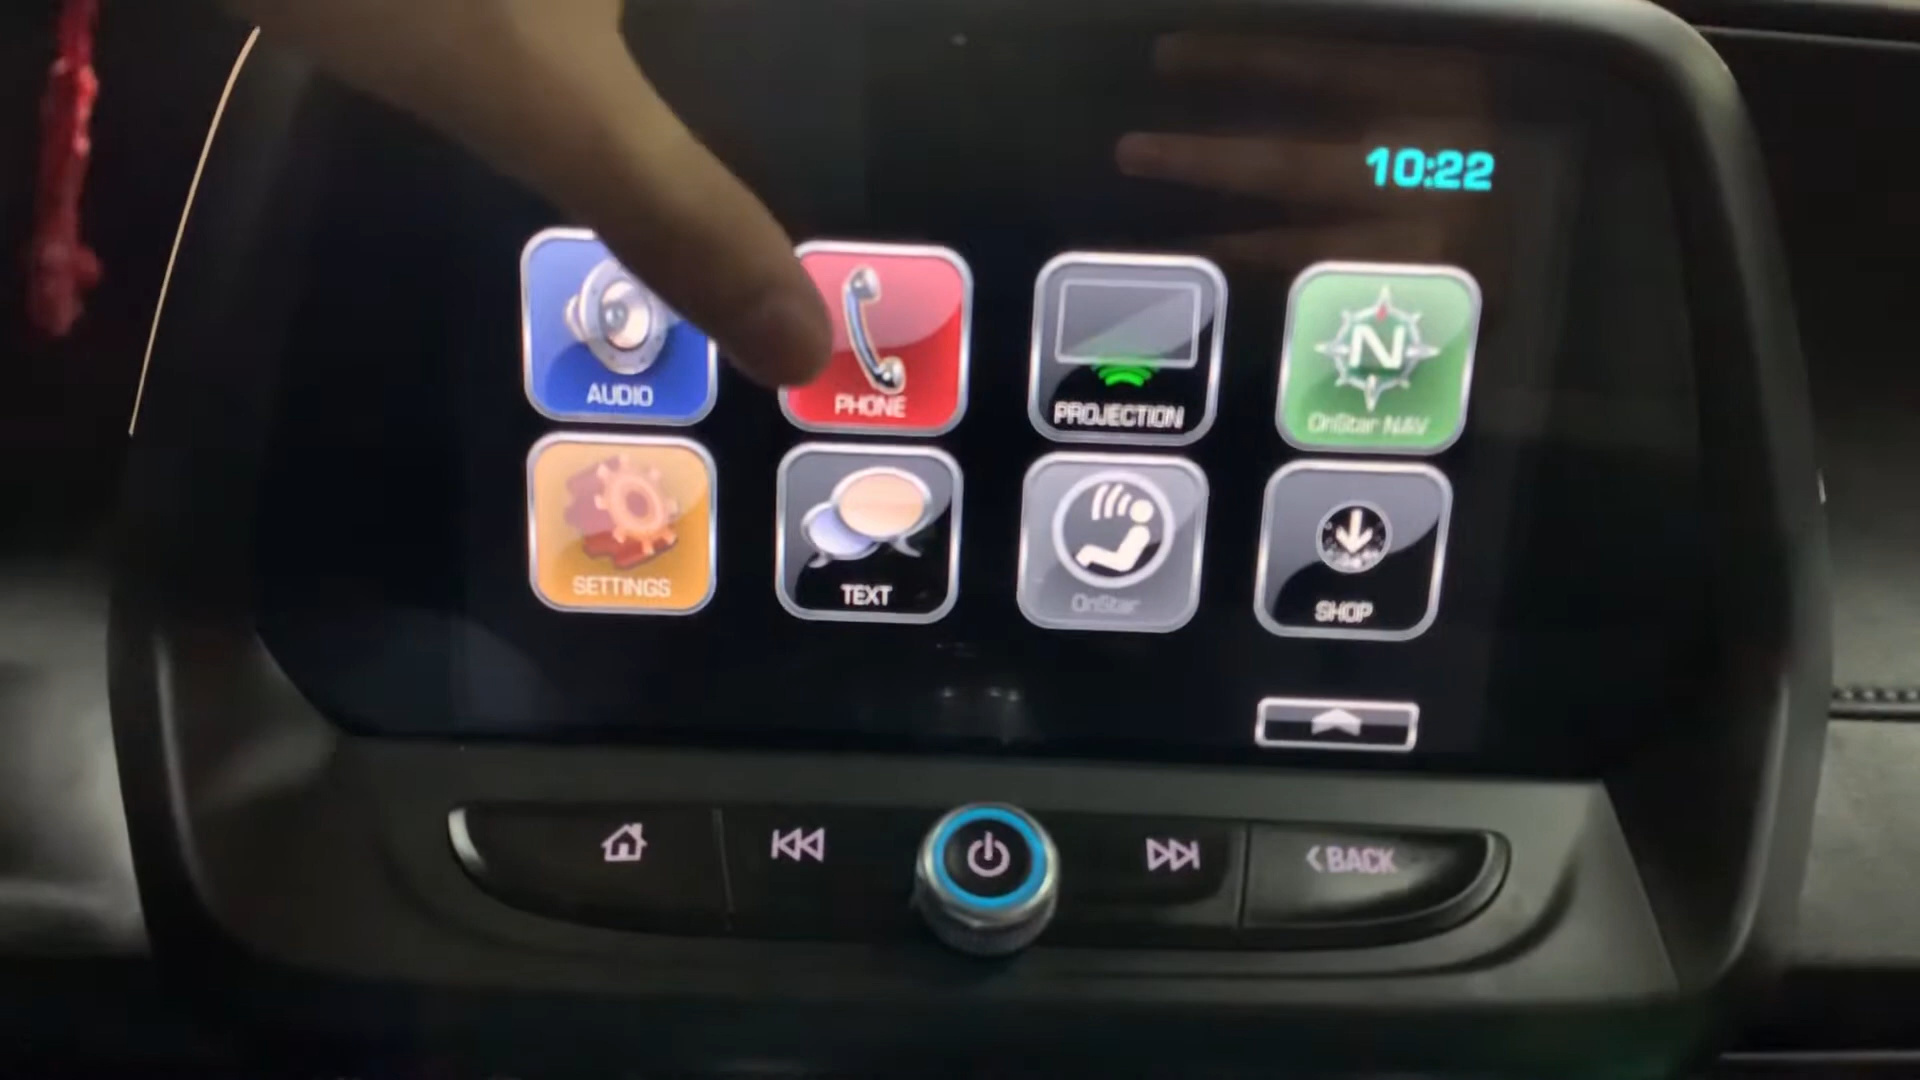 10:22
AUDIO
PHONE
PROJECTION
N
OnStar NAV
SETTINGS
TEXT
OnStar
SHOP
BACK